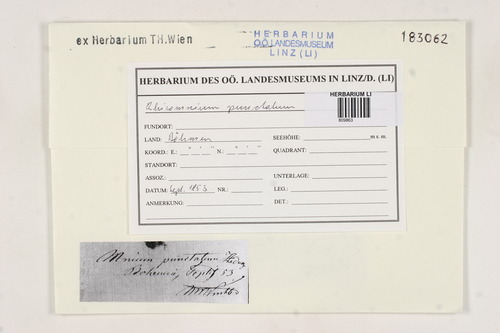 ex Herbarium TH.Wien
HERBARIUM
OÖ LANDESMUSEUM
LINZ (LI)
183062
HERBARIUM DES OÖ. LANDESMUSEUMS IN LINZ/D. (LI)
Rhizomnium punctatum
HERBARIUM LI
FUNDORT:
LAND: Böhmen
SEEHÖHE: m s. m.
KOORD.: E.: ° ' " N.: ° ' "
QUADRANT:
STANDORT:
ASSOZ.:
UNTERLAGE:
DATUM: Sept. 1853 NR.:
LEG.:
ANMERKUNG:
DET.:
Mnium punctatum Hedw
Bohemia, Sept 53